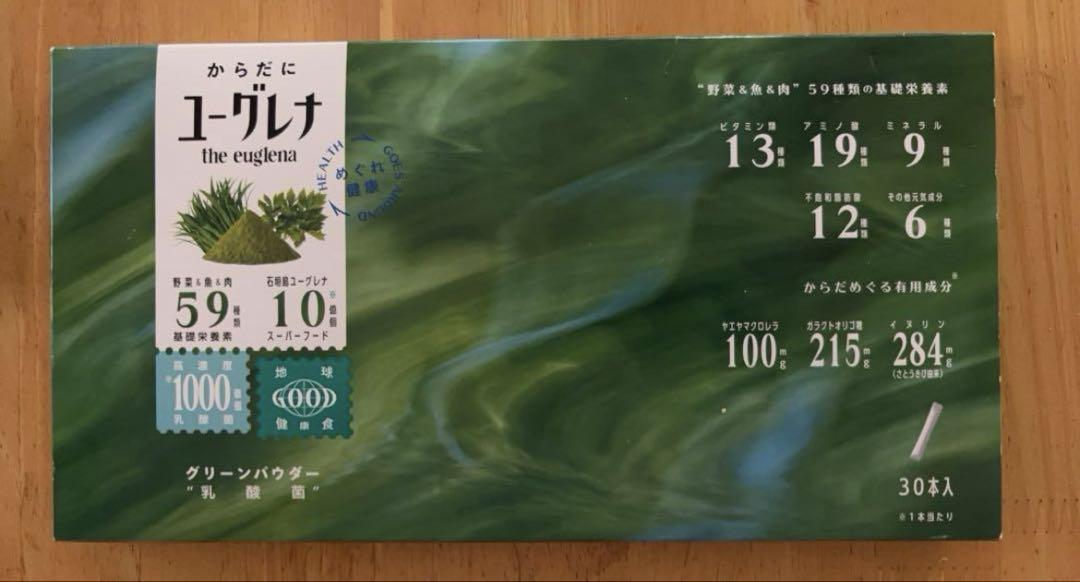 からだに
ユーグレナ
the euglena
HEALTH GOES AROUND
めぐれ
健康
野菜&魚&肉
59種類
基礎栄養素
石垣島ユーグレナ
10※億個
スーパーフード
高濃度
※1000億個
乳酸菌
地球
GOOD
健康食
グリーンパウダー
"乳酸菌"
"野菜&魚&肉" 59種類の基礎栄養素
ビタミン類 アミノ酸 ミネラル
13種類 19種類 9種類
不飽和脂肪酸 その他元気成分
12種類 6種類
からだめぐる有用成分※
ヤエヤマクロレラ ガラクトオリゴ糖 イヌリン
100mg 215mg 284mg
(さとうきび由来)
30本入
※1本当たり